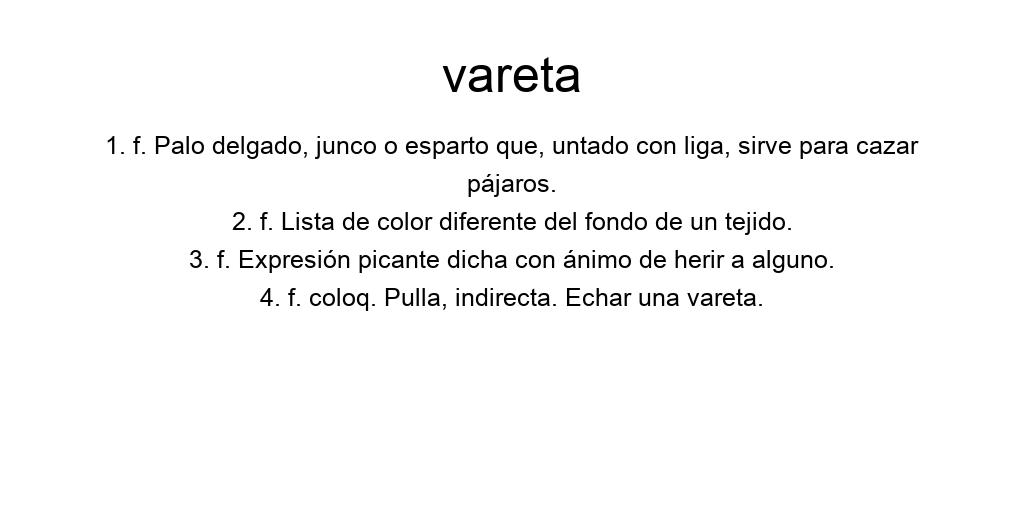 vareta
1. f. Palo delgado, junco o esparto que, untado con liga, sirve para cazar
pájaros.
2. f. Lista de color diferente del fondo de un tejido.
3. f. Expresión picante dicha con ánimo de herir a alguno.
4. f. coloq. Pulla, indirecta. Echar una vareta.